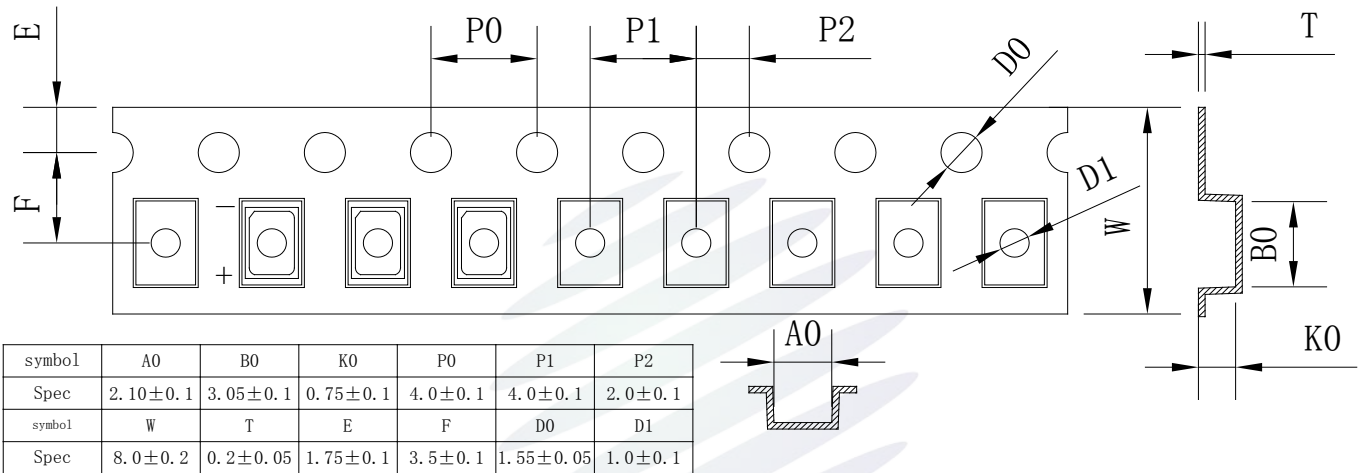 E
P0
P1
P2
T
D0
D1
F
−
+
W
B0
A0
K0
symbol A0 B0 K0 P0 P1 P2
Spec 2.10±0.1 3.05±0.1 0.75±0.1 4.0±0.1 4.0±0.1 2.0±0.1
symbol W T E F D0 D1
Spec 8.0±0.2 0.2±0.05 1.75±0.1 3.5±0.1 1.55±0.05 1.0±0.1